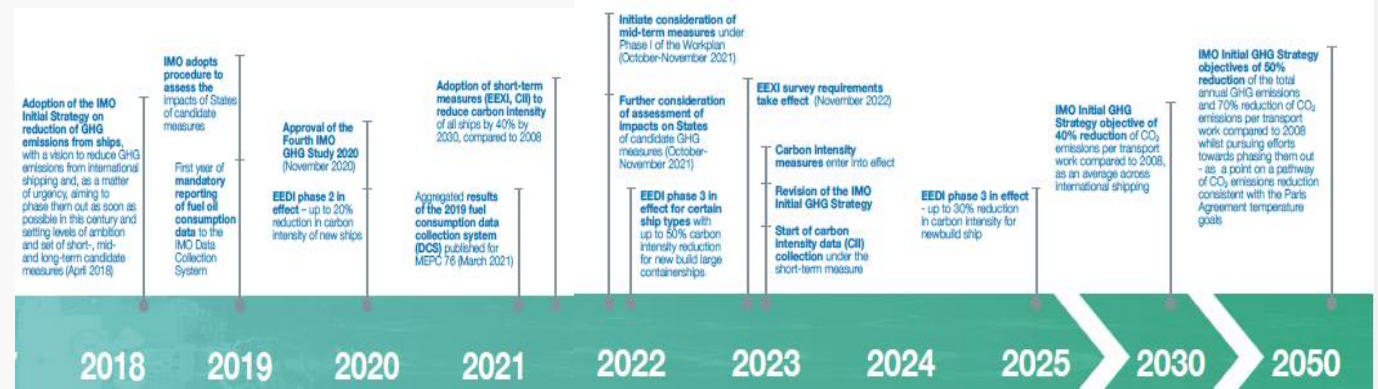 Adoption of the IMO
Initial Strategy on
reduction of GHG
emissions from ships,
with a vision to reduce GHG
emissions from international
shipping and, as a matter
of urgency, aiming to
phase them out as soon as
possible in this century and
setting levels of ambition
and set of short-, mid-
and long-term candidate
measures (April 2018)
IMO adopts
procedure to
assess the
impacts of States
of candidate
measures
First year of
mandatory
reporting
of fuel oil
consumption
data to the
IMO Data
Collection
System
Approval of the
Fourth IMO
GHG Study 2020
(November 2020)
EEDI phase 2 in
effect – up to 20%
reduction in carbon
intensity of new ships
Adoption of short-term
measures (EEXI, CII) to
reduce carbon intensity
of all ships by 40% by
2030, compared to 2008
Aggregated results
of the 2019 fuel
consumption data
collection system
(DCS) published for
MEPC 76 (March 2021)
Initiate consideration of
mid-term measures under
Phase I of the Workplan
(October-November 2021)
Further consideration
of assessment of
impacts on States
of candidate GHG
measures (October-
November 2021)
EEDI phase 3 in
effect for certain
ship types with
up to 50% carbon
intensity reduction
for new build large
containerships
EEXI survey requirements
take effect (November 2022)
Carbon intensity
measures enter into effect
Revision of the IMO
Initial GHG Strategy
Start of carbon
intensity data (CII)
collection under the
short-term measure
EEDI phase 3 in effect
- up to 30% reduction
in carbon intensity for
newbuild ship
IMO Initial GHG
Strategy objective of
40% reduction of CO₂
emissions per transport
work compared to 2008,
as an average across
international shipping
IMO Initial GHG Strategy
objectives of 50%
reduction of the total
annual GHG emissions
and 70% reduction of CO₂
emissions per transport
work compared to 2008
whilst pursuing efforts
towards phasing them out
- as a point on a pathway
of CO₂ emissions reduction
consistent with the Paris
Agreement temperature
goals
2018
2019
2020
2021
2022
2023
2024
2025
2030
2050